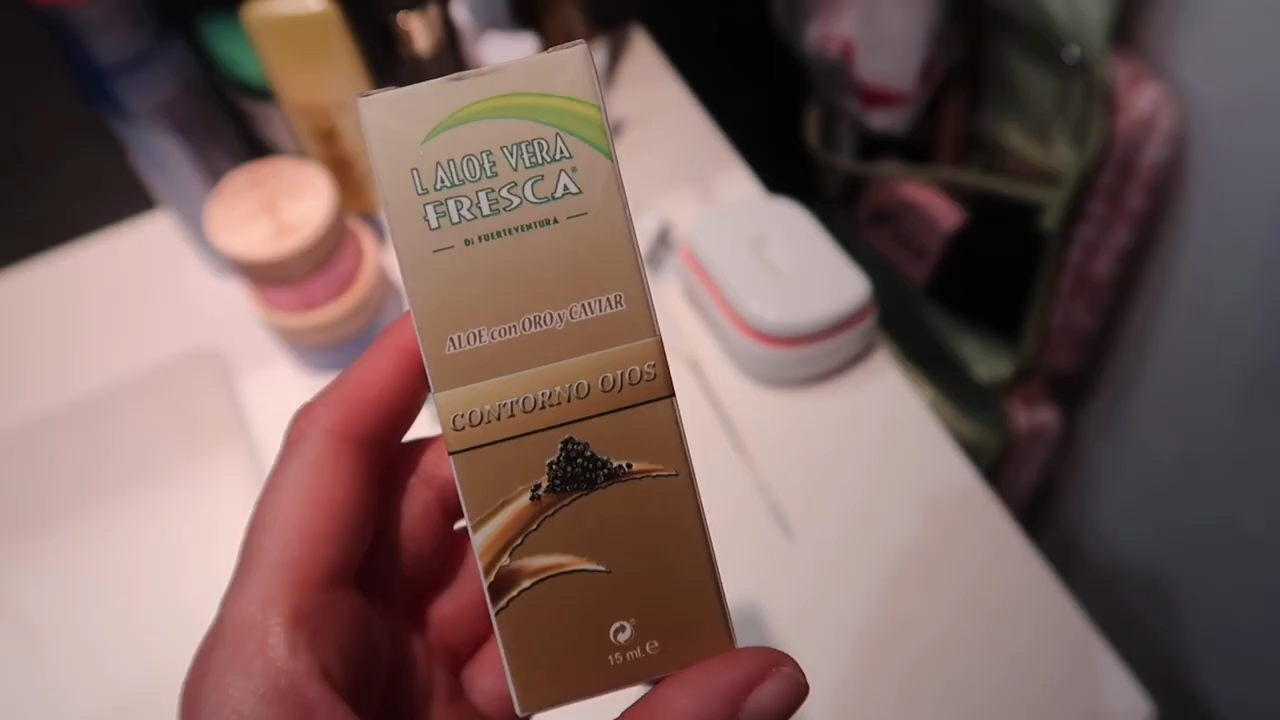 L ALOE VERA
FRESCA®
DI FUERTEVENTURA
ALOE con ORO y CAVIAR
CONTORNO OJOS
15 ml. ℮